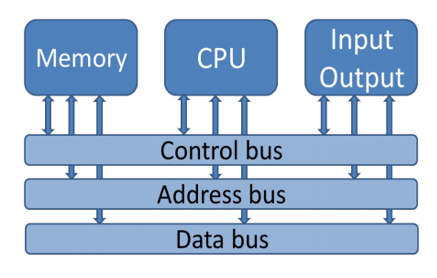 Memory
CPU
Input
Output
Control bus
Address bus
Data bus